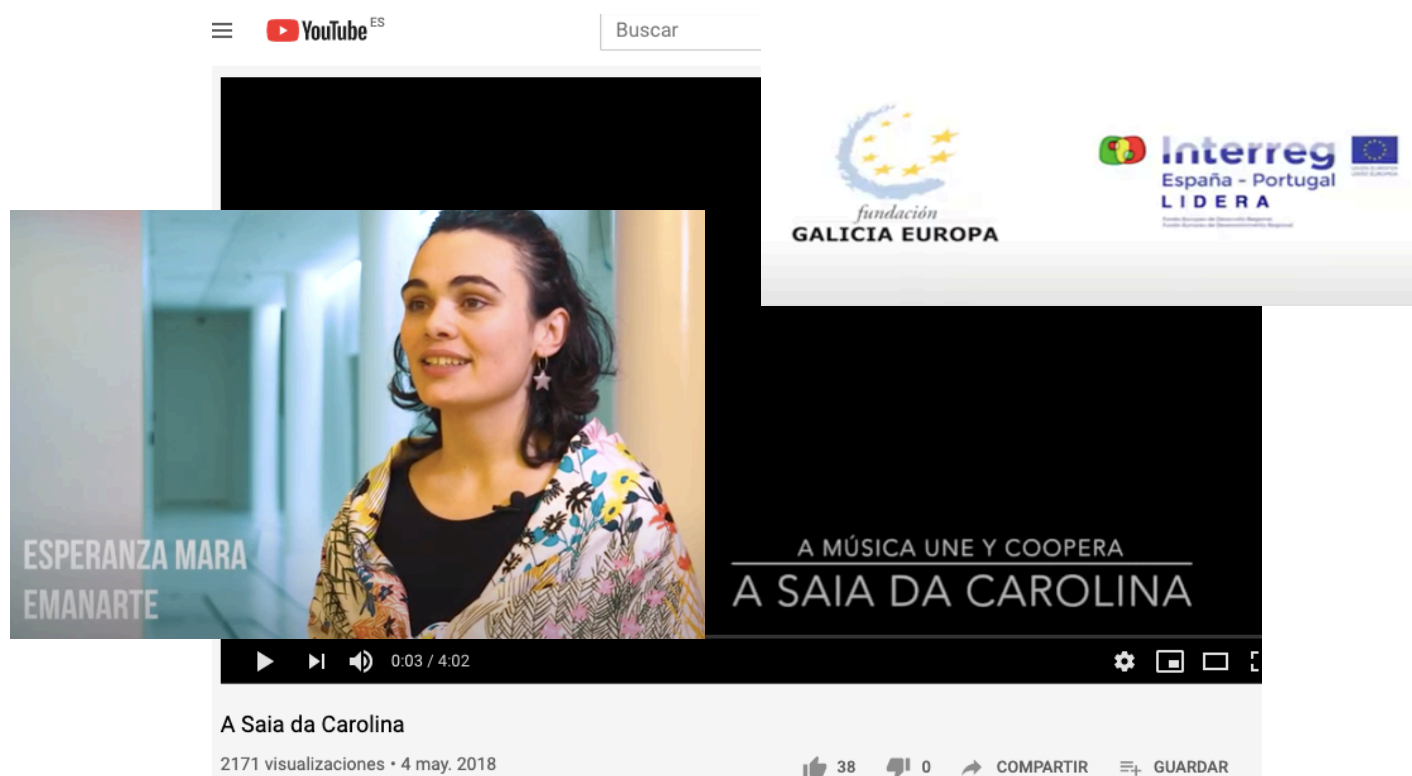 YouTube ES
Buscar
fundación
GALICIA EUROPA
Interreg
España - Portugal
LIDERA
ESPERANZA MARA
EMANARTE
A MÚSICA UNE Y COOPERA
A SAIA DA CAROLINA
0:03 / 4:02
A Saia da Carolina
2171 visualizaciones • 4 may. 2018
38
0
COMPARTIR
GUARDAR